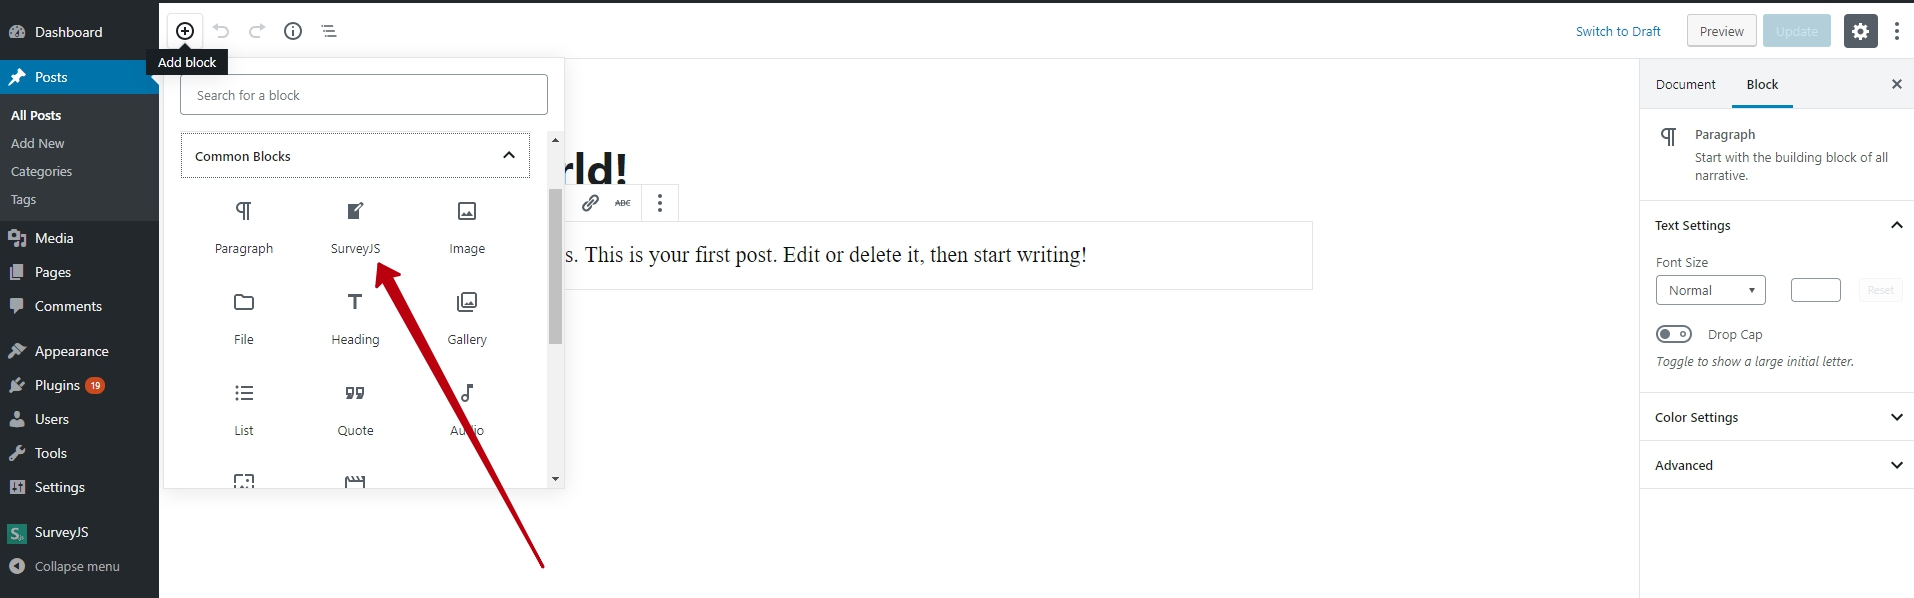 Dashboard
Posts
All Posts
Add New
Categories
Tags
Media
Pages
Comments
Appearance
Plugins 19
Users
Tools
Settings
SurveyJS
Collapse menu
Add block
Switch to Draft
Preview
Update
Search for a block
Common Blocks
Paragraph
SurveyJS
Image
File
Heading
Gallery
List
Quote
Audio
rld!
ABC
s. This is your first post. Edit or delete it, then start writing!
Document
Block
Paragraph
Start with the building block of all
narrative.
Text Settings
Font Size
Normal
Reset
Drop Cap
Toggle to show a large initial letter.
Color Settings
Advanced